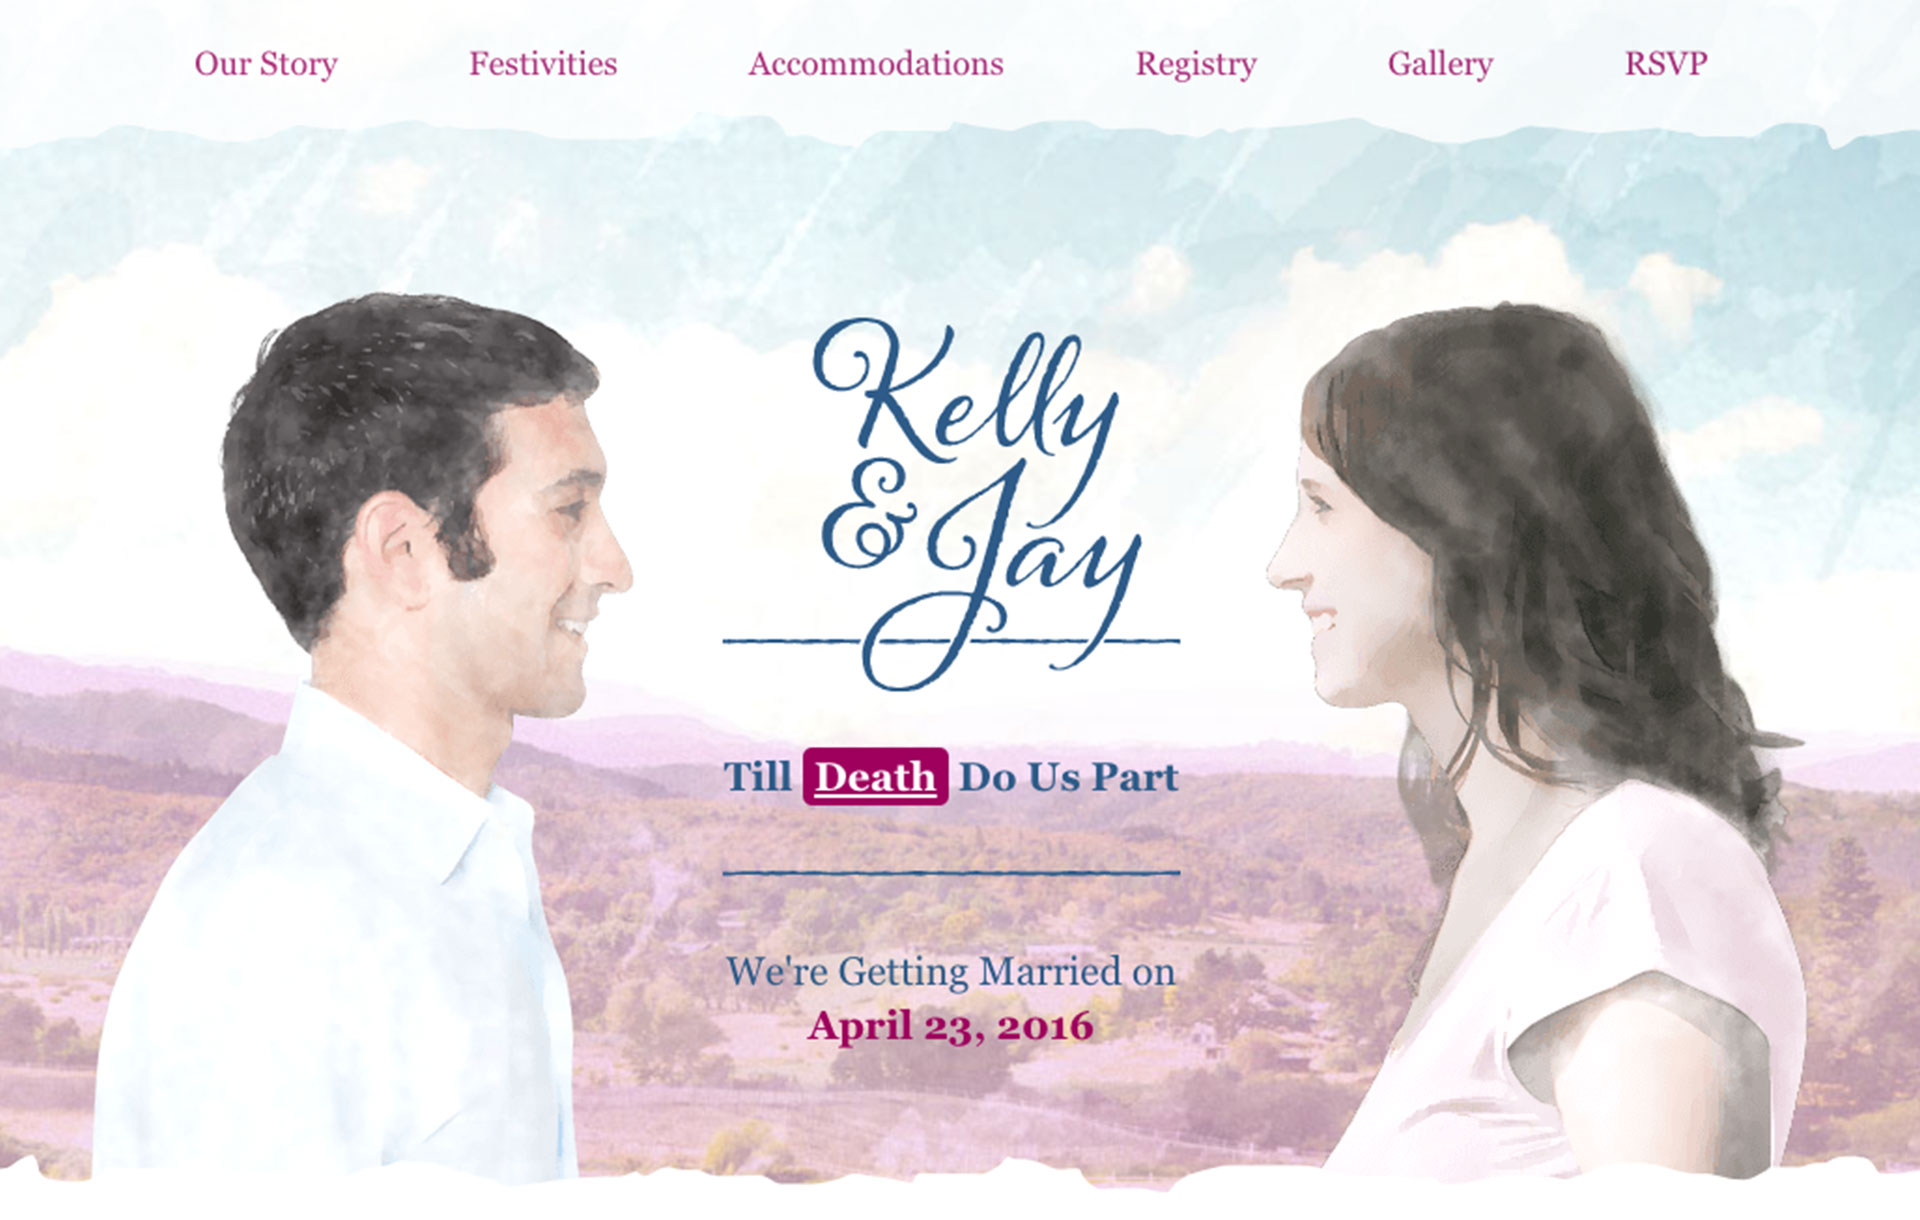 Our Story Festivities Accommodations Registry Gallery RSVP
Kelly
& Jay
Till Death Do Us Part
We're Getting Married on
April 23, 2016